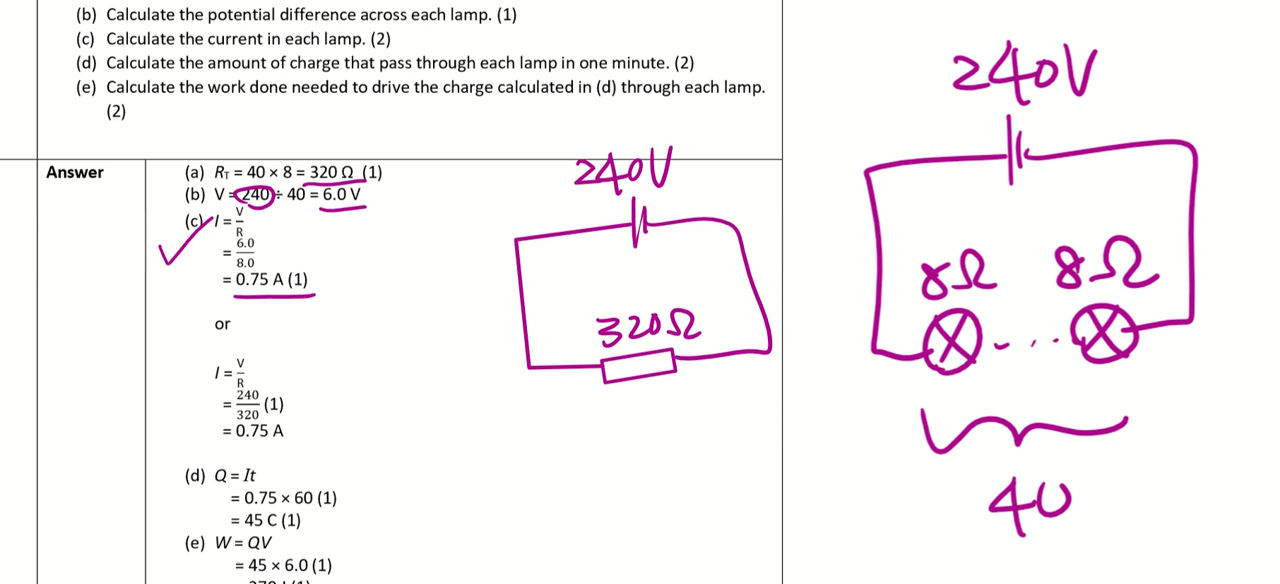 (b) Calculate the potential difference across each lamp. (1)
(c) Calculate the current in each lamp. (2)
(d) Calculate the amount of charge that pass through each lamp in one minute. (2)
(e) Calculate the work done needed to drive the charge calculated in (d) through each lamp.
(2)
Answer
(a) R_T = 40 × 8 = 320 Ω (1)
(b) V = 240 ÷ 40 = 6.0 V
(c) I = V/R
= 6.0/8.0
= 0.75 A (1)
or
I = V/R
= 240/320 (1)
= 0.75 A
(d) Q = It
= 0.75 × 60 (1)
= 45 C (1)
(e) W = QV
= 45 × 6.0 (1)
240V
320Ω
240V
8Ω 8Ω
40